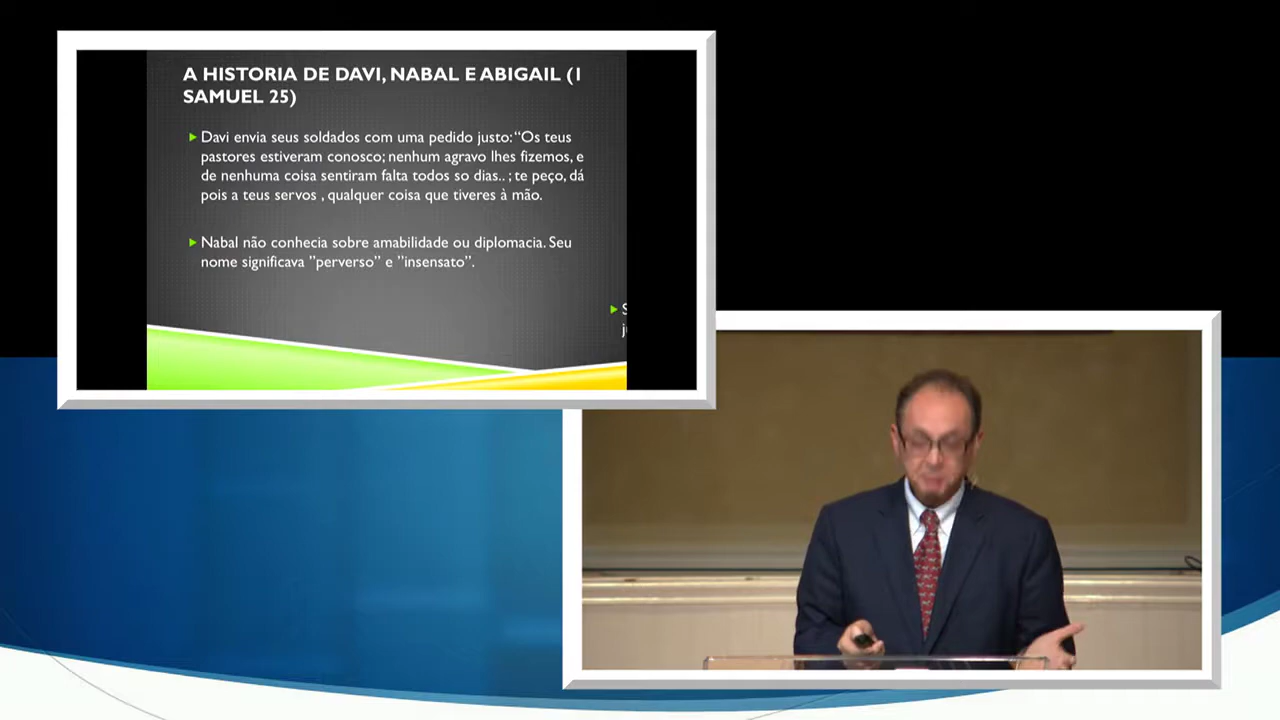 A HISTORIA DE DAVI, NABAL E ABIGAIL (1
SAMUEL 25)
Davi envia seus soldados com uma pedido justo: “Os teus
pastores estiveram conosco; nenhum agravo lhes fizemos, e
de nenhuma coisa sentiram falta todos so dias.. ; te peço, dá
pois a teus servos , qualquer coisa que tiveres à mão.
Nabal não conhecia sobre amabilidade ou diplomacia. Seu
nome significava ”perverso” e ”insensato”.